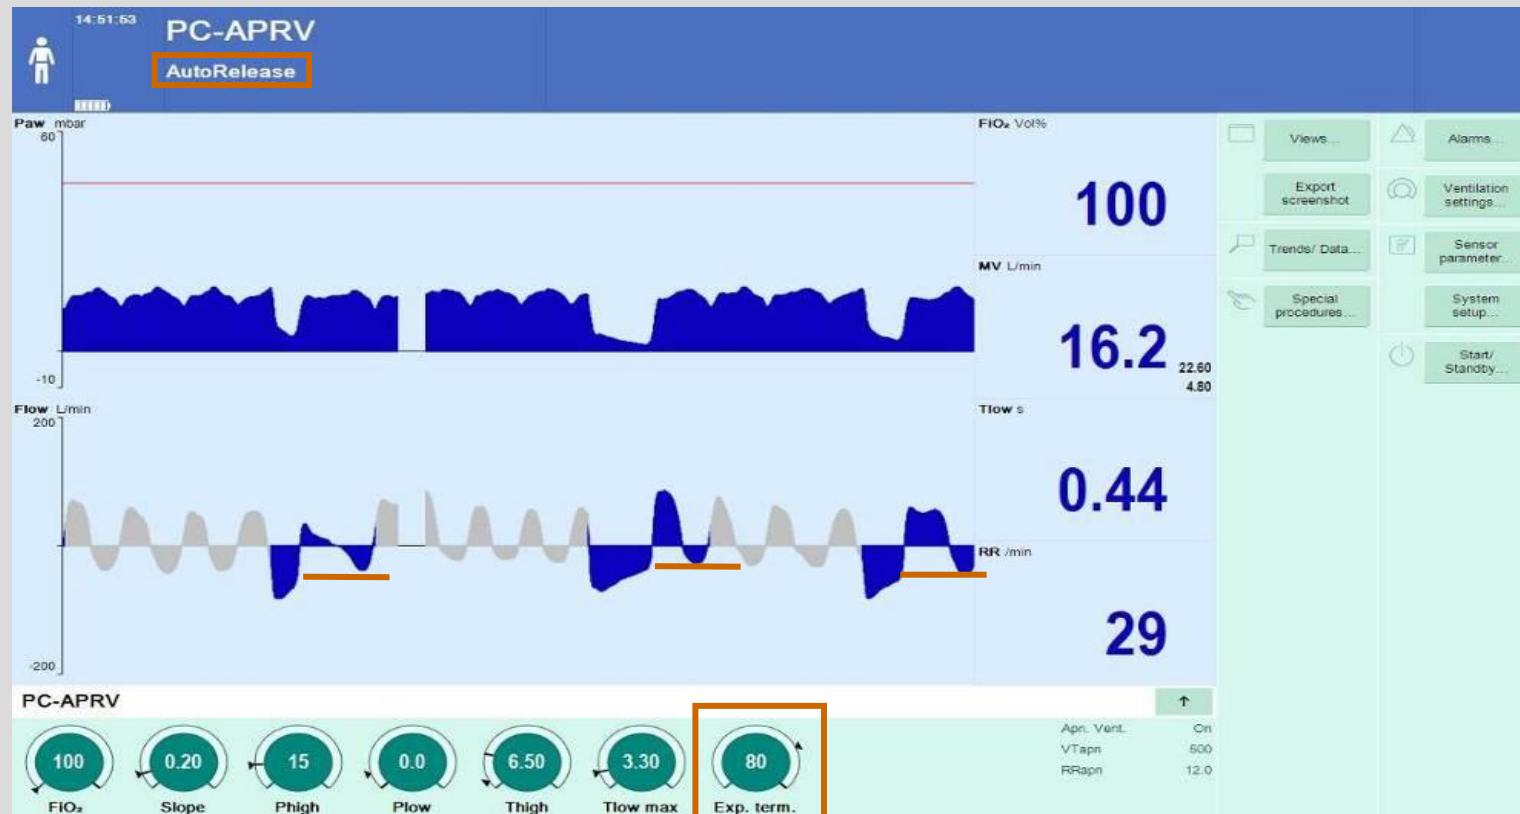 14:51:53
PC-APRV
AutoRelease
Paw mbar
60
-10
Flow L/min
200
-200
FiO₂ Vol%
100
MV L/min
16.2
22.60
4.80
Tlow s
0.44
RR /min
29
Views...
Export
screenshot
Trends/ Data...
Special
procedures...
Alarms...
Ventilation
settings...
Sensor
parameter...
System
setup...
Start/
Standby...
PC-APRV
100
0.20
15
0.0
6.50
3.30
80
FiO₂
Slope
Phigh
Plow
Thigh
Tlow max
Exp. term.
Apn. Vent. On
VTapn 500
RRapn 12.0